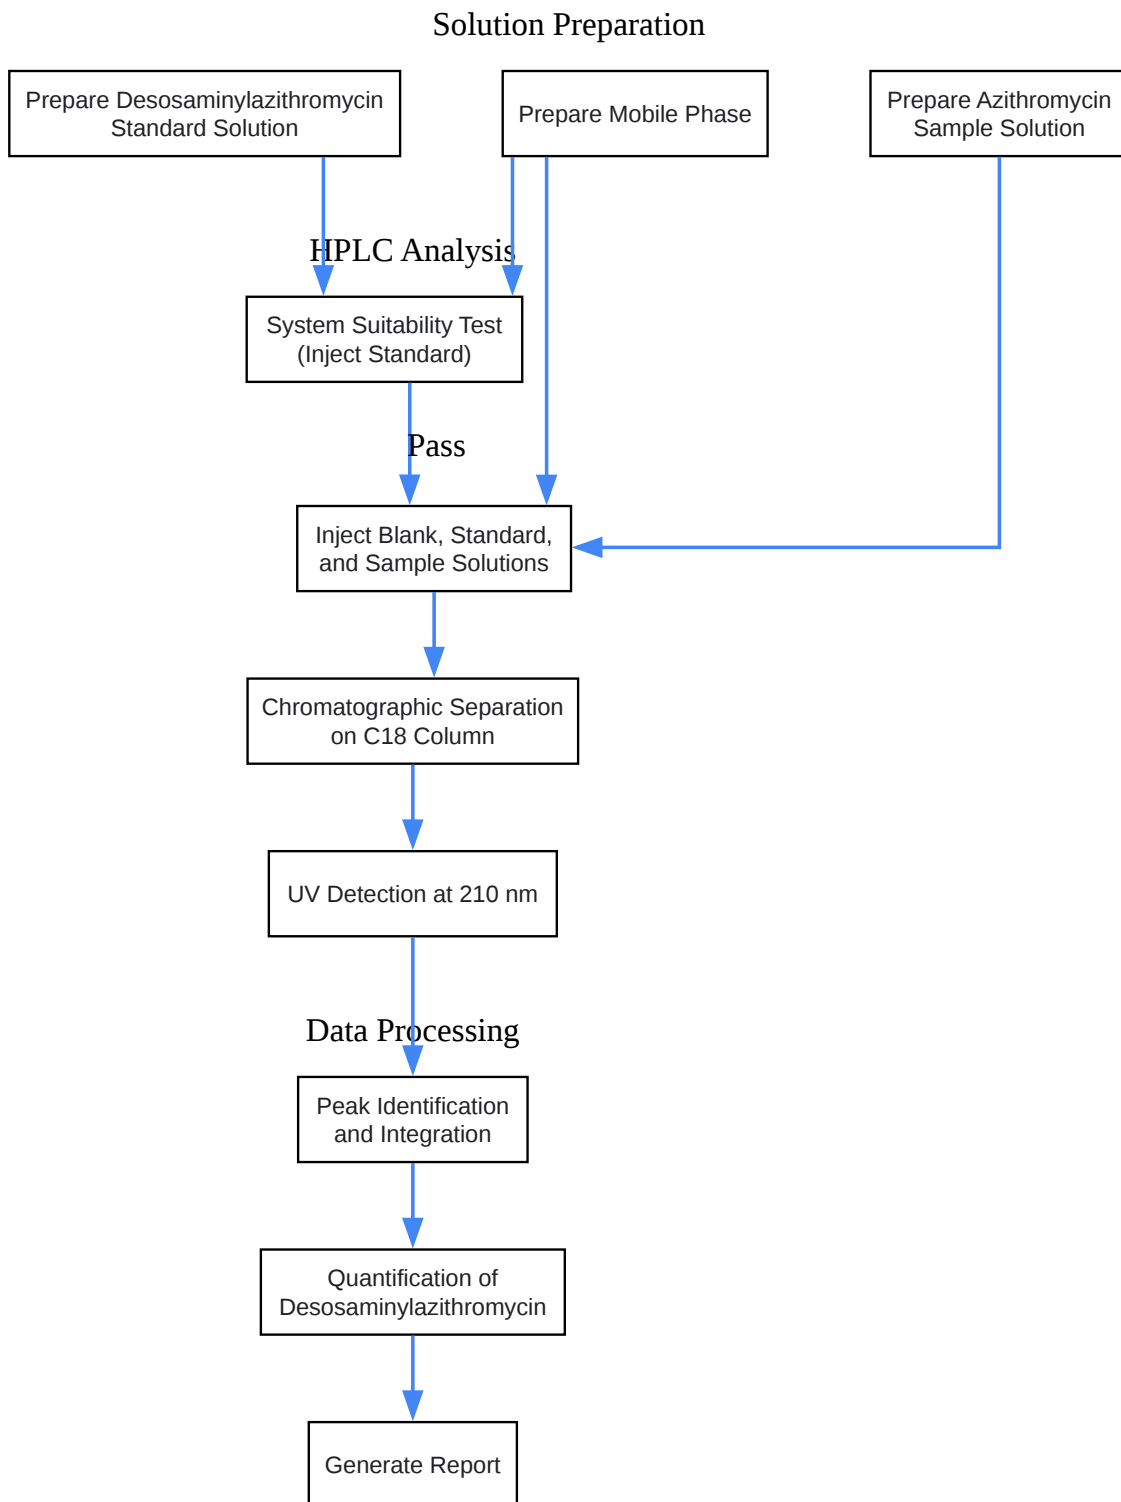 Solution Preparation
Prepare Desosaminylazithromycin
Standard Solution
Prepare Mobile Phase
Prepare Azithromycin
Sample Solution
HPLC Analysis
System Suitability Test
(Inject Standard)
Pass
Inject Blank, Standard,
and Sample Solutions
Chromatographic Separation
on C18 Column
UV Detection at 210 nm
Data Processing
Peak Identification
and Integration
Quantification of
Desosaminylazithromycin
Generate Report